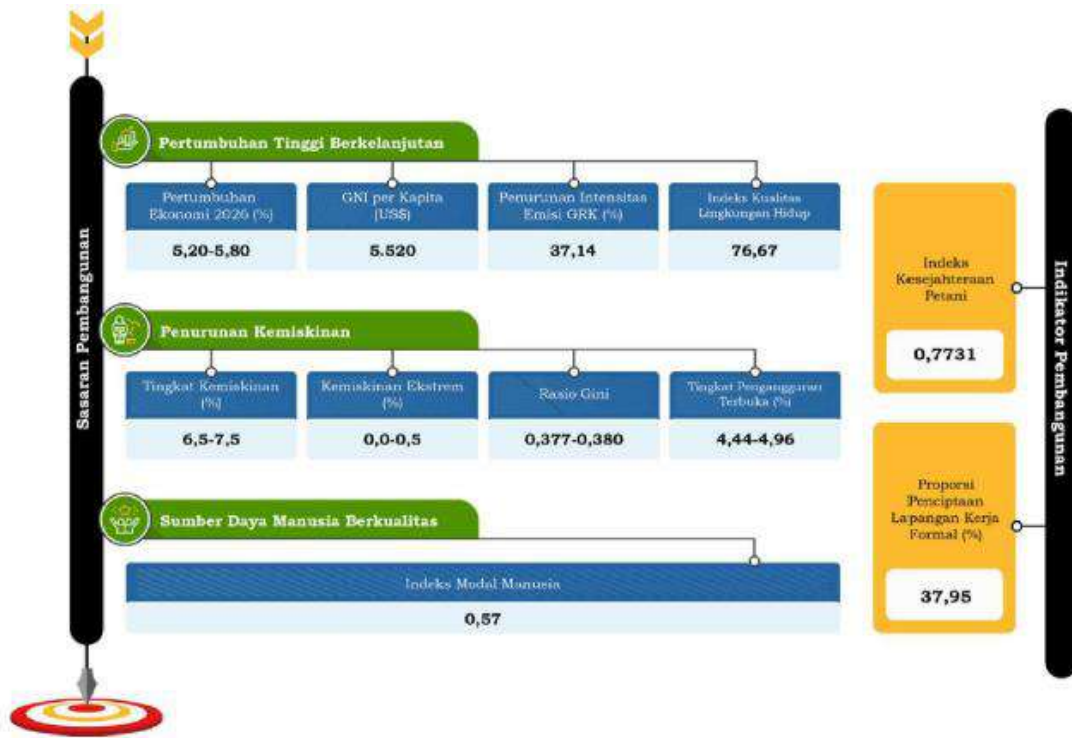 Sasaran Pembangunan
Pertumbuhan Tinggi Berkelanjutan
Pertumbuhan
Ekonomi 2026 (%)
5,20-5,80
GNI per Kapita
(US$)
5.520
Penurunan Intensitas
Emisi GRK (%)
37,14
Indeks Kualitas
Lingkungan Hidup
76,67
Penurunan Kemiskinan
Tingkat Kemiskinan
(%)
6,5-7,5
Kemiskinan Ekstrem
(%)
0,0-0,5
Rasio Gini
0,377-0,380
Tingkat Pengangguran
Terbuka (%)
4,44-4,96
Sumber Daya Manusia Berkualitas
Indeks Modal Manusia
0,57
Indeks
Kesejahteraan
Petani
0,7731
Proporsi
Penciptaan
Lapangan Kerja
Formal (%)
37,95
Indikator Pembangunan